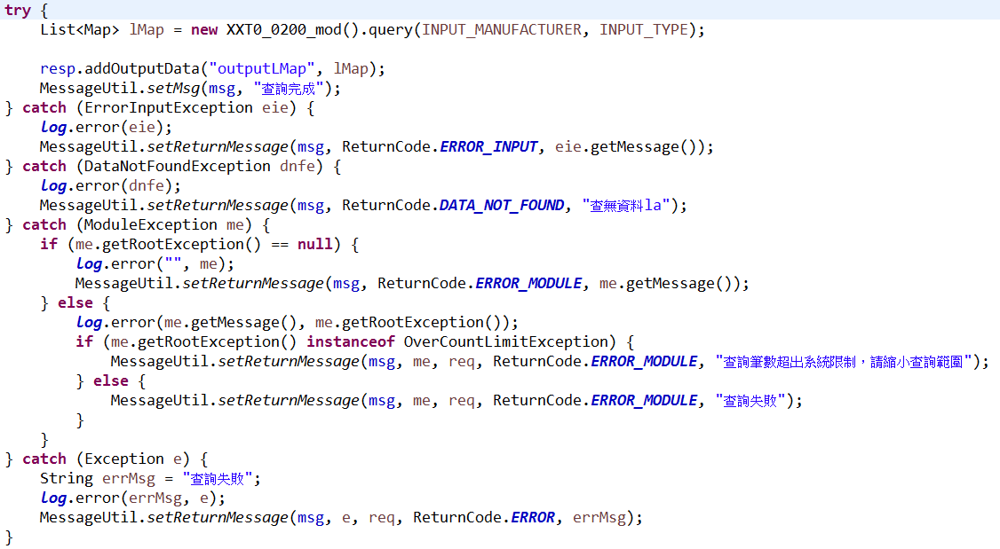 try {
    List<Map> lMap = new XXT0_0200_mod().query(INPUT_MANUFACTURER, INPUT_TYPE);

    resp.addOutputData("outputLMap", lMap);
    MessageUtil.setMsg(msg, "查詢完成");
} catch (ErrorInputException eie) {
    log.error(eie);
    MessageUtil.setReturnMessage(msg, ReturnCode.ERROR_INPUT, eie.getMessage());
} catch (DataNotFoundException dnfe) {
    log.error(dnfe);
    MessageUtil.setReturnMessage(msg, ReturnCode.DATA_NOT_FOUND, "查無資料la");
} catch (ModuleException me) {
    if (me.getRootException() == null) {
        log.error("", me);
        MessageUtil.setReturnMessage(msg, ReturnCode.ERROR_MODULE, me.getMessage());
    } else {
        log.error(me.getMessage(), me.getRootException());
        if (me.getRootException() instanceof OverCountLimitException) {
            MessageUtil.setReturnMessage(msg, me, req, ReturnCode.ERROR_MODULE, "查詢筆數超出系統限制，請縮小查詢範圍");
        } else {
            MessageUtil.setReturnMessage(msg, me, req, ReturnCode.ERROR_MODULE, "查詢失敗");
        }
    }
} catch (Exception e) {
    String errMsg = "查詢失敗";
    log.error(errMsg, e);
    MessageUtil.setReturnMessage(msg, e, req, ReturnCode.ERROR, errMsg);
}